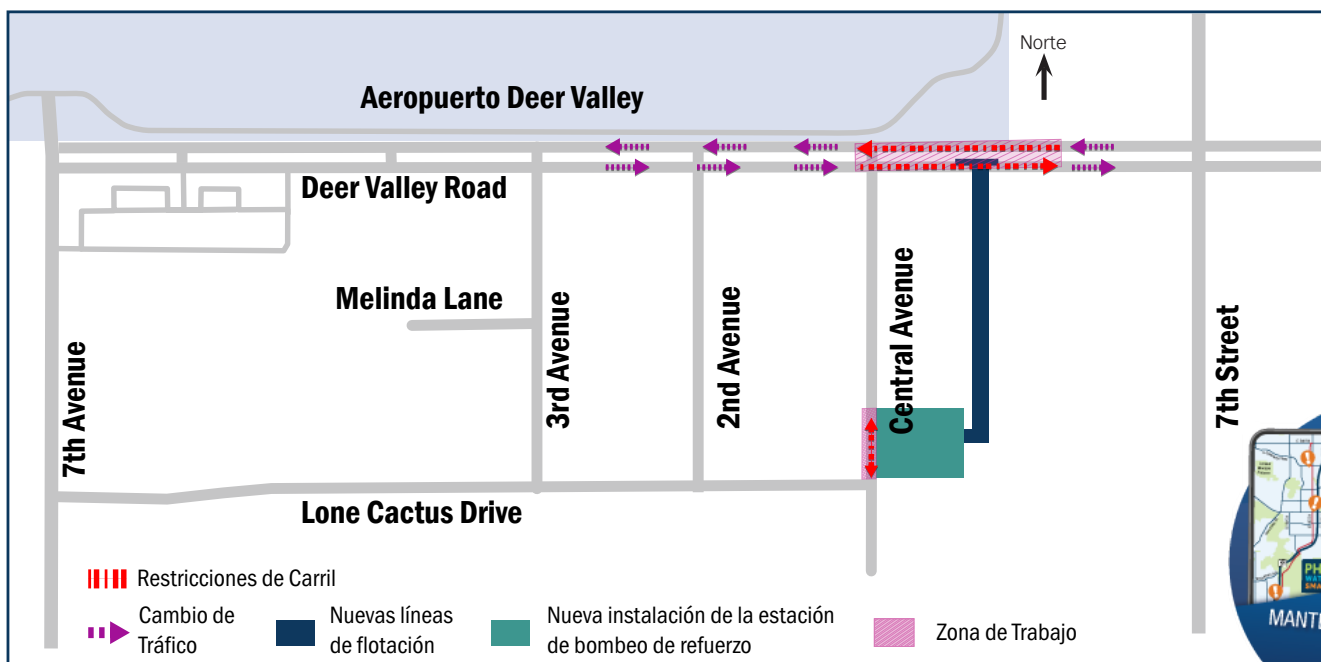 Norte
Aeropuerto Deer Valley
Deer Valley Road
Melinda Lane
7th Avenue
3rd Avenue
2nd Avenue
Central Avenue
7th Street
Lone Cactus Drive
Restricciones de Carril
Cambio de
Tráfico
Nuevas líneas
de flotación
Nueva instalación de la estación
de bombeo de refuerzo
Zona de Trabajo